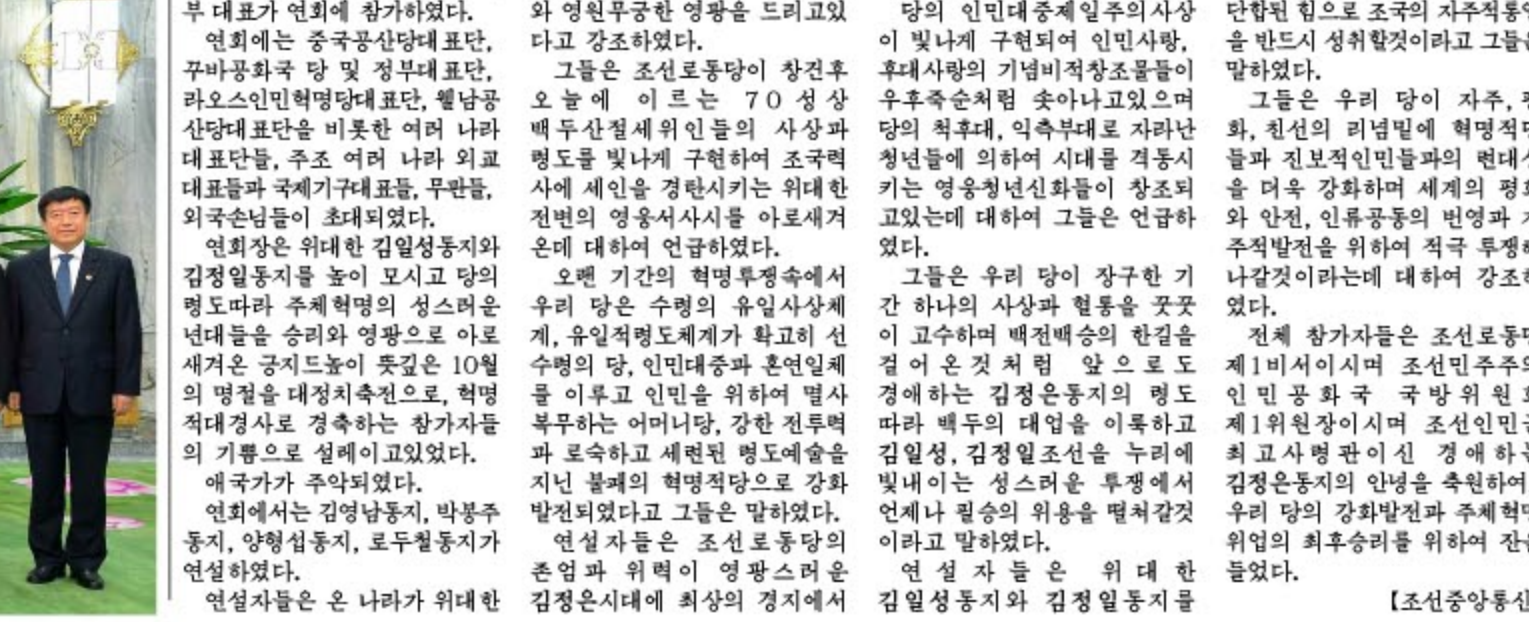 부 대표가 연회에 참가하였다.
연회에는 중국공산당대표단,
꾸바공화국 당 및 정부대표단,
라오스인민혁명당대표단, 윁남공
산당대표단을 비롯한 여러 나라
대표단들, 주조 여러 나라 외교
대표들과 국제기구대표들, 무관들,
외국손님들이 초대되였다.
연회장은 위대한 김일성동지와
김정일동지를 높이 모시고 당의
령도따라 주체혁명의 성스러운
년대들을 승리와 영광으로 아로
새겨온 긍지드높이 뜻깊은 10월
의 명절을 대정치축전으로, 혁명
적대경사로 경축하는 참가자들
의 기쁨으로 설레이고있었다.
애국가가 주악되였다.
연회에서는 김영남동지, 박봉주
동지, 양형섭동지, 로두철동지가
연설하였다.
연설자들은 온 나라가 위대한
와 영원무궁한 영광을 드리고있
다고 강조하였다.
그들은 조선로동당이 창건후
오늘에 이르는 70성상
백두산절세위인들의 사상과
령도를 빛나게 구현하여 조국력
사에 세인을 경탄시키는 위대한
전변의 영웅서사시를 아로새겨
온데 대하여 언급하였다.
오랜 기간의 혁명투쟁속에서
우리 당은 수령의 유일사상체
계, 유일적령도체계가 확고히 선
수령의 당, 인민대중과 혼연일체
를 이루고 인민을 위하여 멸사
복무하는 어머니당, 강한 전투력
과 로숙하고 세련된 령도예술을
지닌 불패의 혁명적당으로 강화
발전되였다고 그들은 말하였다.
연설자들은 조선로동당의
존엄과 위력이 영광스러운
김정은시대에 최상의 경지에서
당의 인민대중제일주의사상
이 빛나게 구현되여 인민사랑,
후대사랑의 기념비적창조물들이
우후죽순처럼 솟아나고있으며
당의 척후대, 익측부대로 자라난
청년들에 의하여 시대를 격동시
키는 영웅청년신화들이 창조되
고있는데 대하여 그들은 언급하
였다.
그들은 우리 당이 장구한 기
간 하나의 사상과 혈통을 꿋꿋
이 고수하며 백전백승의 한길을
걸어온것처럼 앞으로도
경애하는 김정은동지의 령도
따라 백두의 대업을 이룩하고
김일성, 김정일조선을 누리에
빛내이는 성스러운 투쟁에서
언제나 필승의 위용을 떨쳐갈것
이라고 말하였다.
연설자들은 위대한
김일성동지와 김정일동지를
단합된 힘으로 조국의 자주적통일
을 반드시 성취할것이라고 그들은
말하였다.
그들은 우리 당이 자주, 평
화, 친선의 리념밑에 혁명적당
들과 진보적인민들과의 련대성
을 더욱 강화하며 세계의 평화
와 안전, 인류공동의 번영과 자
주적발전을 위하여 적극 투쟁해
나갈것이라는데 대하여 강조하
였다.
전체 참가자들은 조선로동당
제1비서이시며 조선민주주의
인민공화국 국방위원회
제1위원장이시며 조선인민군
최고사령관이신 경애하는
김정은동지의 안녕을 축원하여,
우리 당의 강화발전과 주체혁명
위업의 최후승리를 위하여 잔을
들었다.
【조선중앙통신